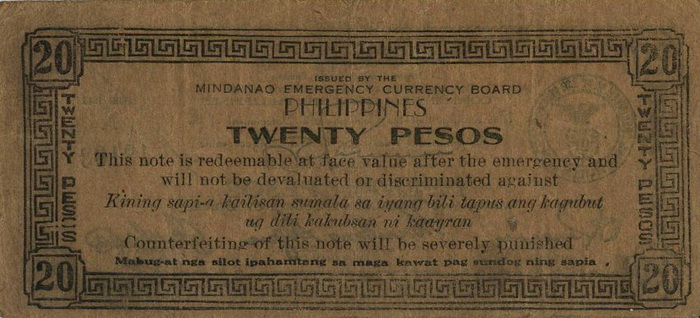 20 20
ISSUED BY THE
MINDANAO EMERGENCY CURRENCY BOARD
PHILIPPINES
TWENTY PESOS
This note is redeemable at face value after the emergency and
will not be devaluated or discriminated against
Kining sapi-a kailisan sumala sa iyang bili tapus ang kagubut
ug dili kakubsan ni kaayran
Counterfeiting of this note will be severely punished
Mabug-at nga silot ipahamtang sa maga kawat pag sundog ning sapia.
TWENTY PESOS
TWENTY PESOS
20 20